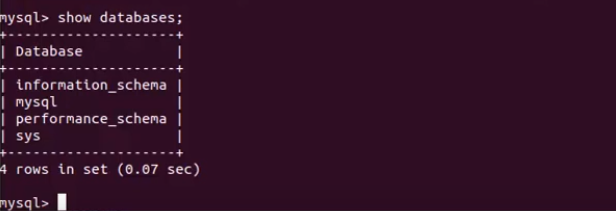 mysql> show databases;
+--------------------+
| Database           |
+--------------------+
| information_schema |
| mysql              |
| performance_schema |
| sys                |
+--------------------+
4 rows in set (0.07 sec)
mysql>